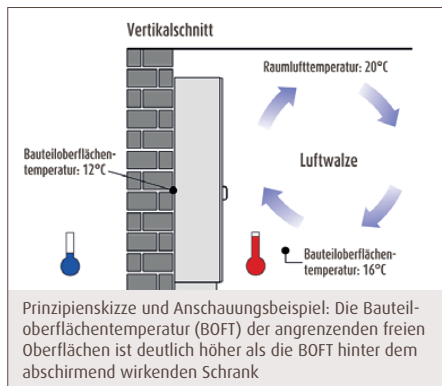 Vertikalschnitt
Raumlufttemperatur: 20°C
Bauteiloberflächen-
temperatur: 12°C
Luftwalze
Bauteiloberflächen-
temperatur: 16°C
Prinzipienskizze und Anschauungsbeispiel: Die Bauteil-
oberflächentemperatur (BOFT) der angrenzenden freien
Oberflächen ist deutlich höher als die BOFT hinter dem
abschirmend wirkenden Schrank